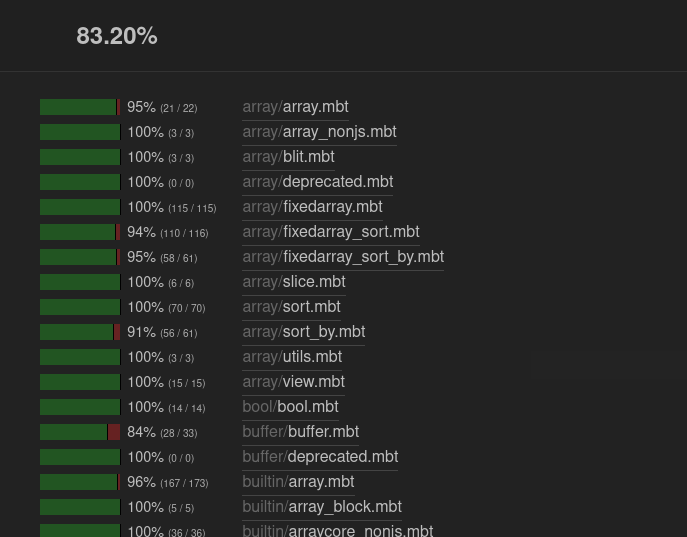 83.20%
95% (21 / 22) array/array.mbt
100% (3 / 3) array/array_nonjs.mbt
100% (3 / 3) array/blit.mbt
100% (0 / 0) array/deprecated.mbt
100% (115 / 115) array/fixedarray.mbt
94% (110 / 116) array/fixedarray_sort.mbt
95% (58 / 61) array/fixedarray_sort_by.mbt
100% (6 / 6) array/slice.mbt
100% (70 / 70) array/sort.mbt
91% (56 / 61) array/sort_by.mbt
100% (3 / 3) array/utils.mbt
100% (15 / 15) array/view.mbt
100% (14 / 14) bool/bool.mbt
84% (28 / 33) buffer/buffer.mbt
100% (0 / 0) buffer/deprecated.mbt
96% (167 / 173) builtin/array.mbt
100% (5 / 5) builtin/array_block.mbt
100% (36 / 36) builtin/arraycore_nonjs.mbt